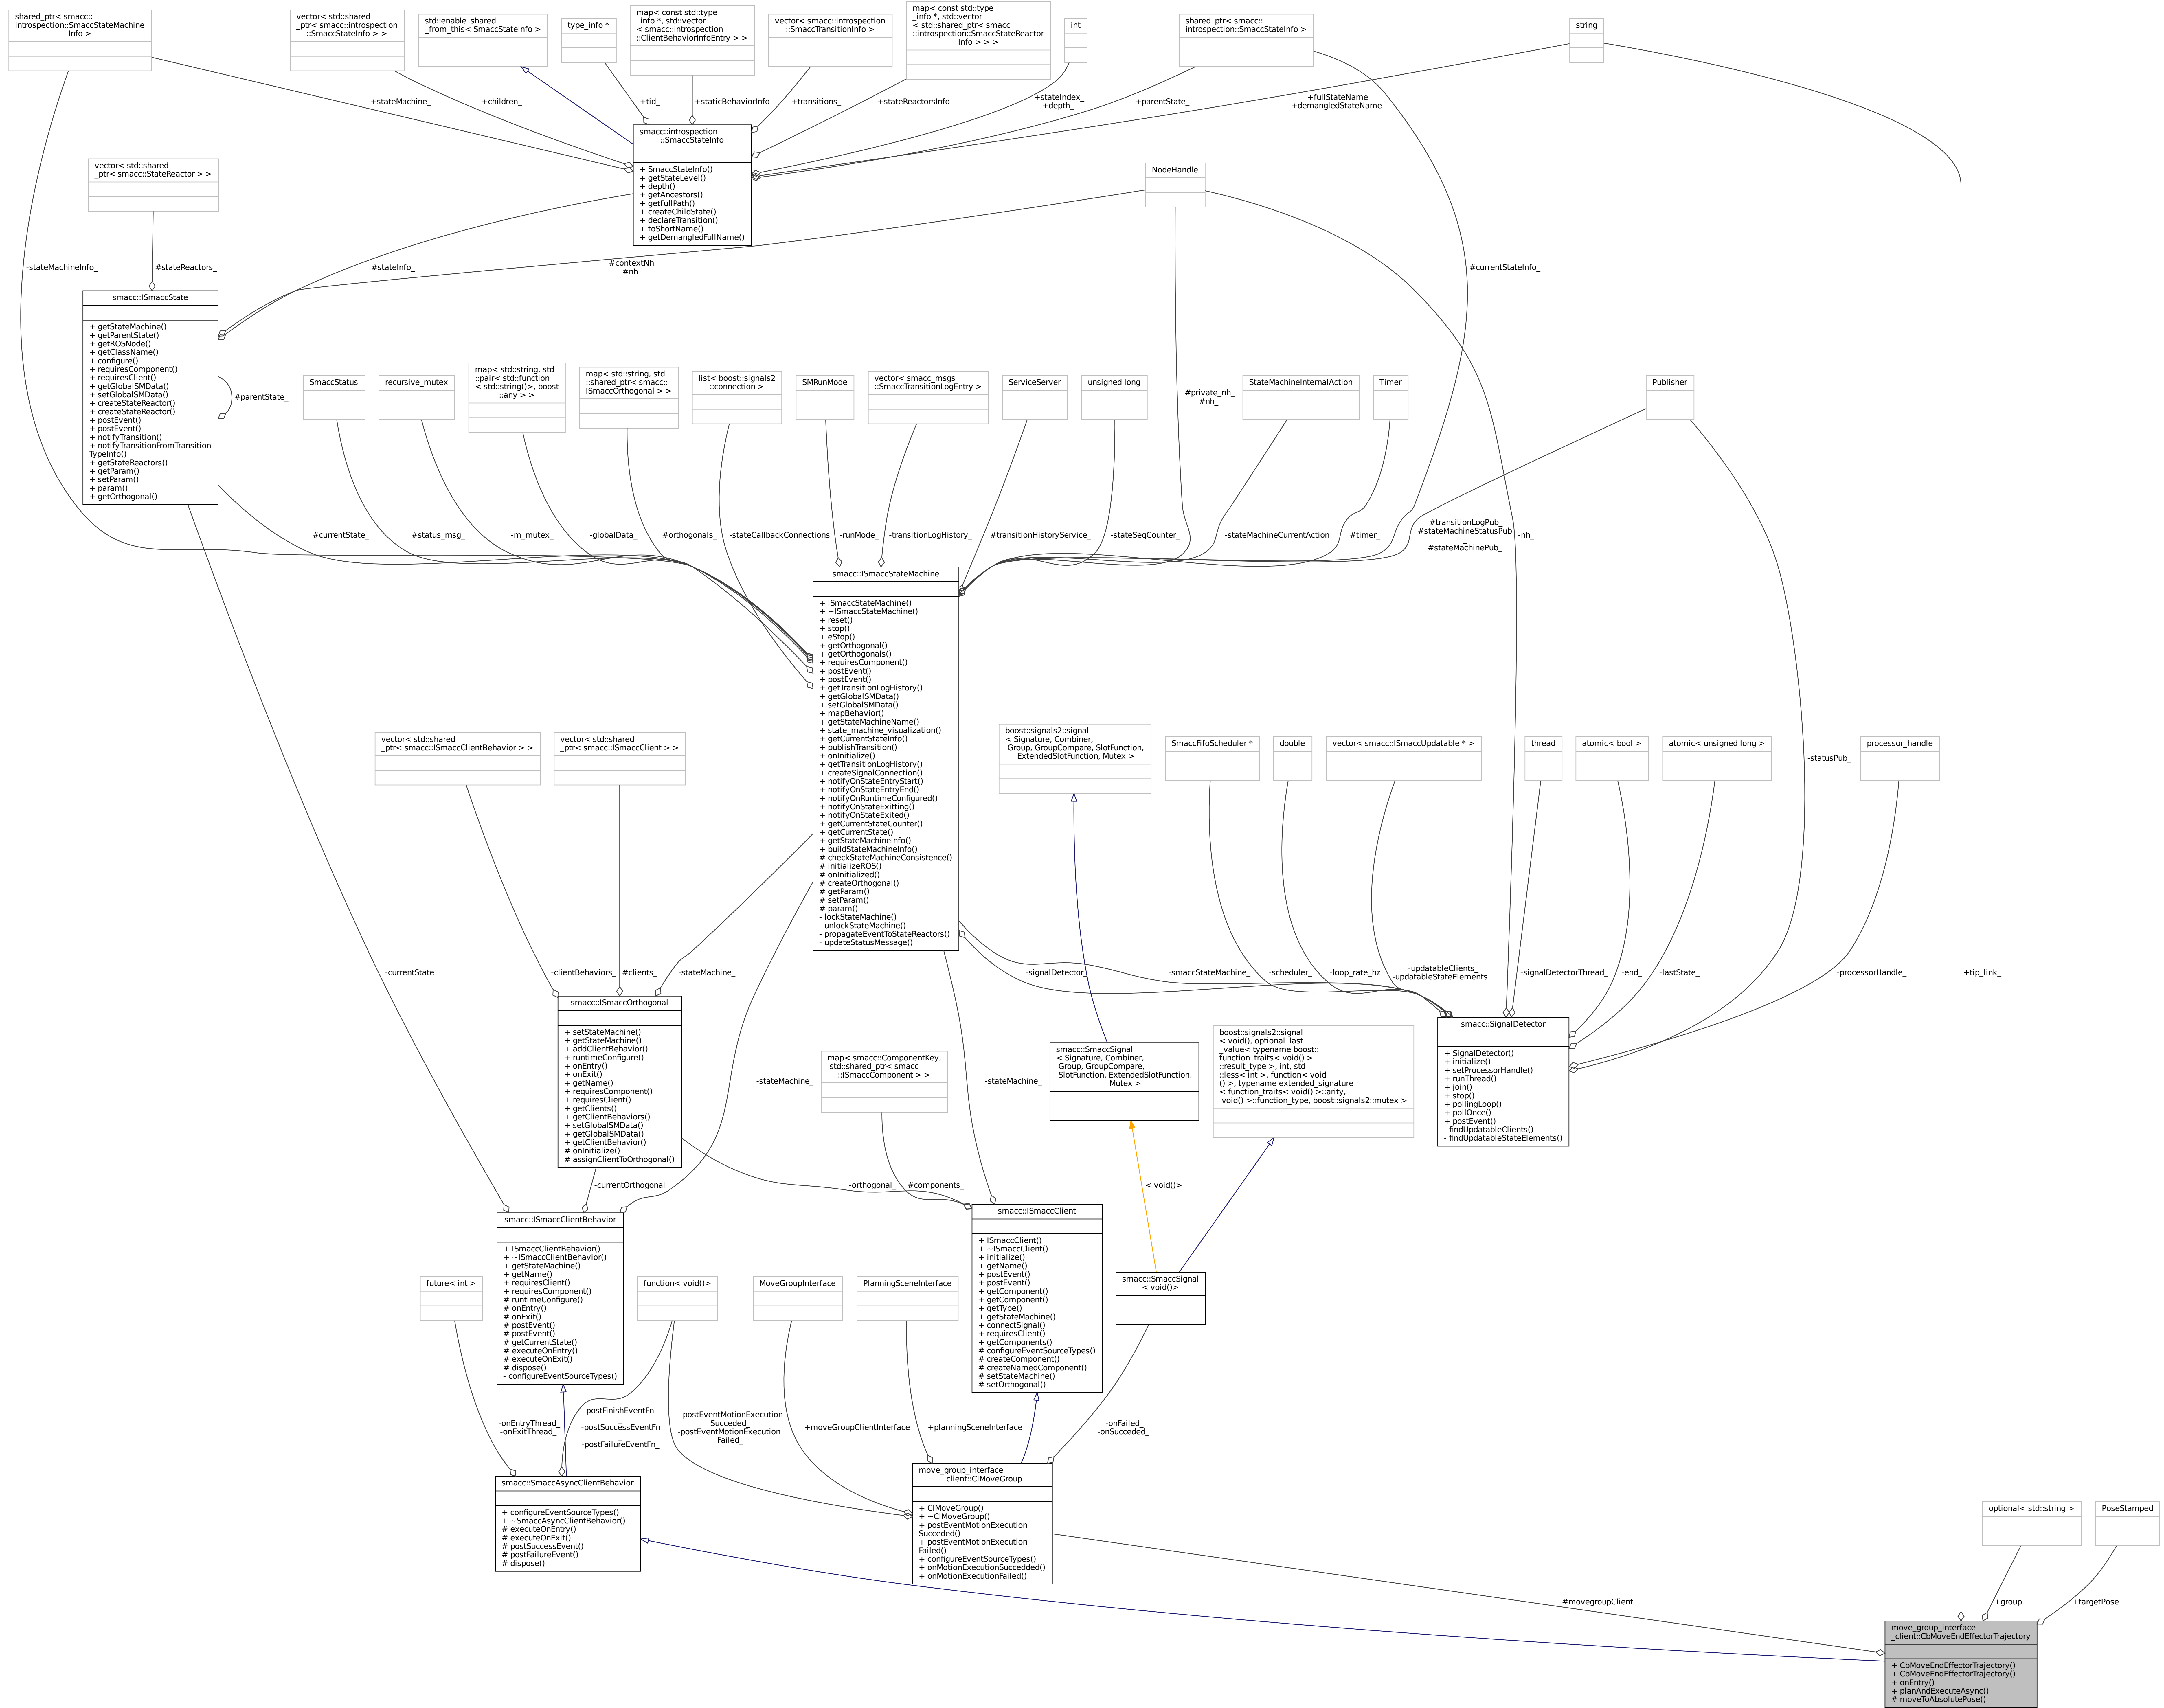 shared_ptr< smacc::
introspection::SmaccStateMachine
Info >
vector< std::shared
_ptr< smacc::introspection
::SmaccStateInfo > >
std::enable_shared
_from_this< SmaccStateInfo >
type_info *
map< const std::type
_info *, std::vector
< smacc::introspection
::ClientBehaviorInfoEntry > >
vector< smacc::introspection
::SmaccTransitionInfo >
map< const std::type
_info *, std::vector
< std::shared_ptr< smacc
::introspection::SmaccStateReactor
Info > > >
int
shared_ptr< smacc::
introspection::SmaccStateInfo >
string
+stateMachine_
+children_
+tid_
+staticBehaviorInfo
+transitions_
+stateReactorsInfo
+stateIndex_
+depth_
+parentState_
+fullStateName
+demangledStateName
smacc::introspection
::SmaccStateInfo
+ SmaccStateInfo()
+ getStateLevel()
+ depth()
+ getAncestors()
+ getFullPath()
+ createChildState()
+ declareTransition()
+ toShortName()
+ getDemangledFullName()
vector< std::shared
_ptr< smacc::StateReactor > >
NodeHandle
-stateMachineInfo_
#stateReactors_
#stateInfo_
#contextNh
#nh
#currentStateInfo_
smacc::ISmaccState
+ getStateMachine()
+ getParentState()
+ getROSNode()
+ getClassName()
+ configure()
+ requiresComponent()
+ requiresClient()
+ getGlobalSMData()
+ setGlobalSMData()
+ createStateReactor()
+ createStateReactor()
+ postEvent()
+ postEvent()
+ notifyTransition()
+ notifyTransitionFromTransition
TypeInfo()
+ getStateReactors()
+ getParam()
+ setParam()
+ param()
+ getOrthogonal()
#parentState_
SmaccStatus
recursive_mutex
map< std::string, std
::pair< std::function
< std::string()>, boost
::any > >
map< std::string, std
::shared_ptr< smacc::
ISmaccOrthogonal > >
list< boost::signals2
::connection >
SMRunMode
vector< smacc_msgs
::SmaccTransitionLogEntry >
ServiceServer
unsigned long
#private_nh_
#nh_
StateMachineInternalAction
Timer
Publisher
#currentState_
#status_msg_
-m_mutex_
-globalData_
#orthogonals_
-stateCallbackConnections
-runMode_
-transitionLogHistory_
#transitionHistoryService_
-stateSeqCounter_
-stateMachineCurrentAction
#timer_
#transitionLogPub_
#stateMachineStatusPub
_
#stateMachinePub_
-nh_
smacc::ISmaccStateMachine
+ ISmaccStateMachine()
+ ~ISmaccStateMachine()
+ reset()
+ stop()
+ eStop()
+ getOrthogonal()
+ getOrthogonals()
+ requiresComponent()
+ postEvent()
+ postEvent()
+ getTransitionLogHistory()
+ getGlobalSMData()
+ setGlobalSMData()
+ mapBehavior()
+ getStateMachineName()
+ state_machine_visualization()
+ getCurrentStateInfo()
+ publishTransition()
+ onInitialize()
+ getTransitionLogHistory()
+ createSignalConnection()
+ notifyOnStateEntryStart()
+ notifyOnStateEntryEnd()
+ notifyOnRuntimeConfigured()
+ notifyOnStateExitting()
+ notifyOnStateExited()
+ getCurrentStateCounter()
+ getCurrentState()
+ getStateMachineInfo()
+ buildStateMachineInfo()
# checkStateMachineConsistence()
# initializeROS()
# onInitialized()
# createOrthogonal()
# getParam()
# setParam()
# param()
- lockStateMachine()
- unlockStateMachine()
- propagateEventToStateReactors()
- updateStatusMessage()
vector< std::shared
_ptr< smacc::ISmaccClientBehavior > >
vector< std::shared
_ptr< smacc::ISmaccClient > >
boost::signals2::signal
< Signature, Combiner,
Group, GroupCompare, SlotFunction,
ExtendedSlotFunction, Mutex >
SmaccFifoScheduler *
double
vector< smacc::ISmaccUpdatable * >
thread
atomic< bool >
atomic< unsigned long >
-statusPub_
processor_handle
-currentState
-clientBehaviors_
#clients_
-stateMachine_
-signalDetector_
-smaccStateMachine_
-scheduler_
-loop_rate_hz
-updatableClients_
-updatableStateElements_
-signalDetectorThread_
-end_
-lastState_
-processorHandle_
+tip_link_
smacc::ISmaccOrthogonal
+ setStateMachine()
+ getStateMachine()
+ addClientBehavior()
+ runtimeConfigure()
+ onEntry()
+ onExit()
+ getName()
+ requiresComponent()
+ requiresClient()
+ getClients()
+ getClientBehaviors()
+ setGlobalSMData()
+ getGlobalSMData()
+ getClientBehavior()
# onInitialize()
# assignClientToOrthogonal()
smacc::SignalDetector
+ SignalDetector()
+ initialize()
+ setProcessorHandle()
+ runThread()
+ join()
+ stop()
+ pollingLoop()
+ pollOnce()
+ postEvent()
- findUpdatableClients()
- findUpdatableStateElements()
-stateMachine_
map< smacc::ComponentKey,
std::shared_ptr< smacc
::ISmaccComponent > >
-stateMachine_
smacc::SmaccSignal
< Signature, Combiner,
Group, GroupCompare,
SlotFunction, ExtendedSlotFunction,
Mutex >
boost::signals2::signal
< void(), optional_last
_value< typename boost::
function_traits< void() >
::result_type >, int, std
::less< int >, function< void
() >, typename extended_signature
< function_traits< void() >::arity,
void() >::function_type, boost::signals2::mutex >
-currentOrthogonal
-orthogonal_
#components_
< void()>
smacc::ISmaccClientBehavior
+ ISmaccClientBehavior()
+ ~ISmaccClientBehavior()
+ getStateMachine()
+ getName()
+ requiresClient()
+ requiresComponent()
# runtimeConfigure()
# onEntry()
# onExit()
# postEvent()
# postEvent()
# getCurrentState()
# executeOnEntry()
# executeOnExit()
# dispose()
- configureEventSourceTypes()
smacc::ISmaccClient
+ ISmaccClient()
+ ~ISmaccClient()
+ initialize()
+ getName()
+ postEvent()
+ postEvent()
+ getComponent()
+ getComponent()
+ getType()
+ getStateMachine()
+ connectSignal()
+ requiresClient()
+ getComponents()
# configureEventSourceTypes()
# createComponent()
# createNamedComponent()
# setStateMachine()
# setOrthogonal()
future< int >
function< void()>
MoveGroupInterface
PlanningSceneInterface
smacc::SmaccSignal
< void()>
-onEntryThread_
-onExitThread_
-postFinishEventFn
_
-postSuccessEventFn
_
-postFailureEventFn_
-postEventMotionExecution
Succeded_
-postEventMotionExecution
Failed_
+moveGroupClientInterface
+planningSceneInterface
-onFailed_
-onSucceded_
smacc::SmaccAsyncClientBehavior
+ configureEventSourceTypes()
+ ~SmaccAsyncClientBehavior()
# executeOnEntry()
# executeOnExit()
# postSuccessEvent()
# postFailureEvent()
# dispose()
move_group_interface
_client::ClMoveGroup
+ ClMoveGroup()
+ ~ClMoveGroup()
+ postEventMotionExecution
Succeded()
+ postEventMotionExecution
Failed()
+ configureEventSourceTypes()
+ onMotionExecutionSuccedded()
+ onMotionExecutionFailed()
optional< std::string >
PoseStamped
#movegroupClient_
+group_
+targetPose
move_group_interface
_client::CbMoveEndEffectorTrajectory
+ CbMoveEndEffectorTrajectory()
+ CbMoveEndEffectorTrajectory()
+ onEntry()
+ planAndExecuteAsync()
# moveToAbsolutePose()